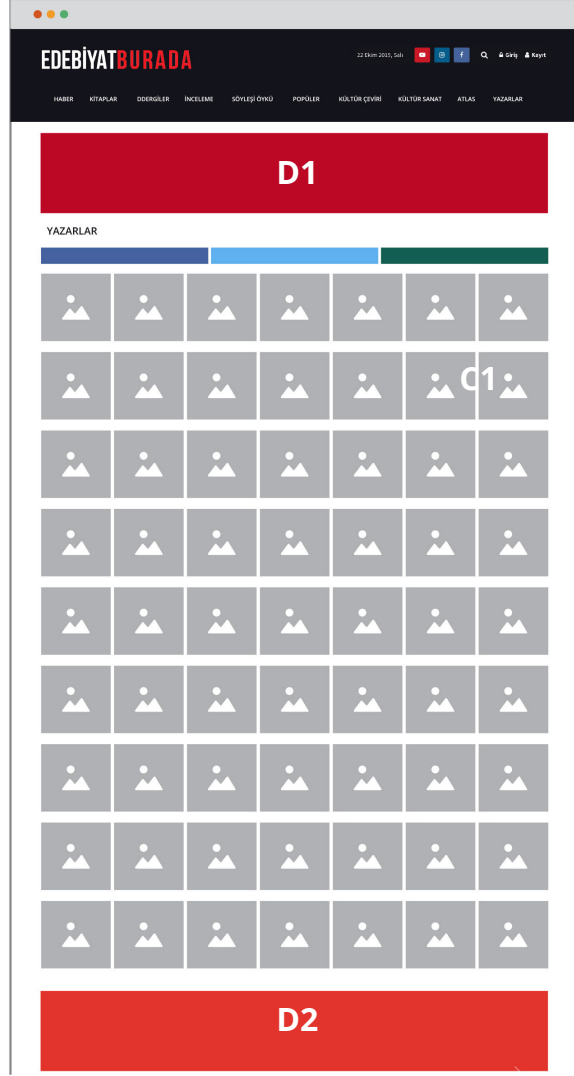 EDEBİYATBURADA
22 Ekim 2015, Salı
Giriş Kayıt
HABER KİTAPLAR DDERGİLER İNCELEME SÖYLEŞİ ÖYKÜ POPÜLER KÜLTÜR ÇEVİRİ KÜLTÜR SANAT ATLAS YAZARLAR
D1
YAZARLAR
C1
D2